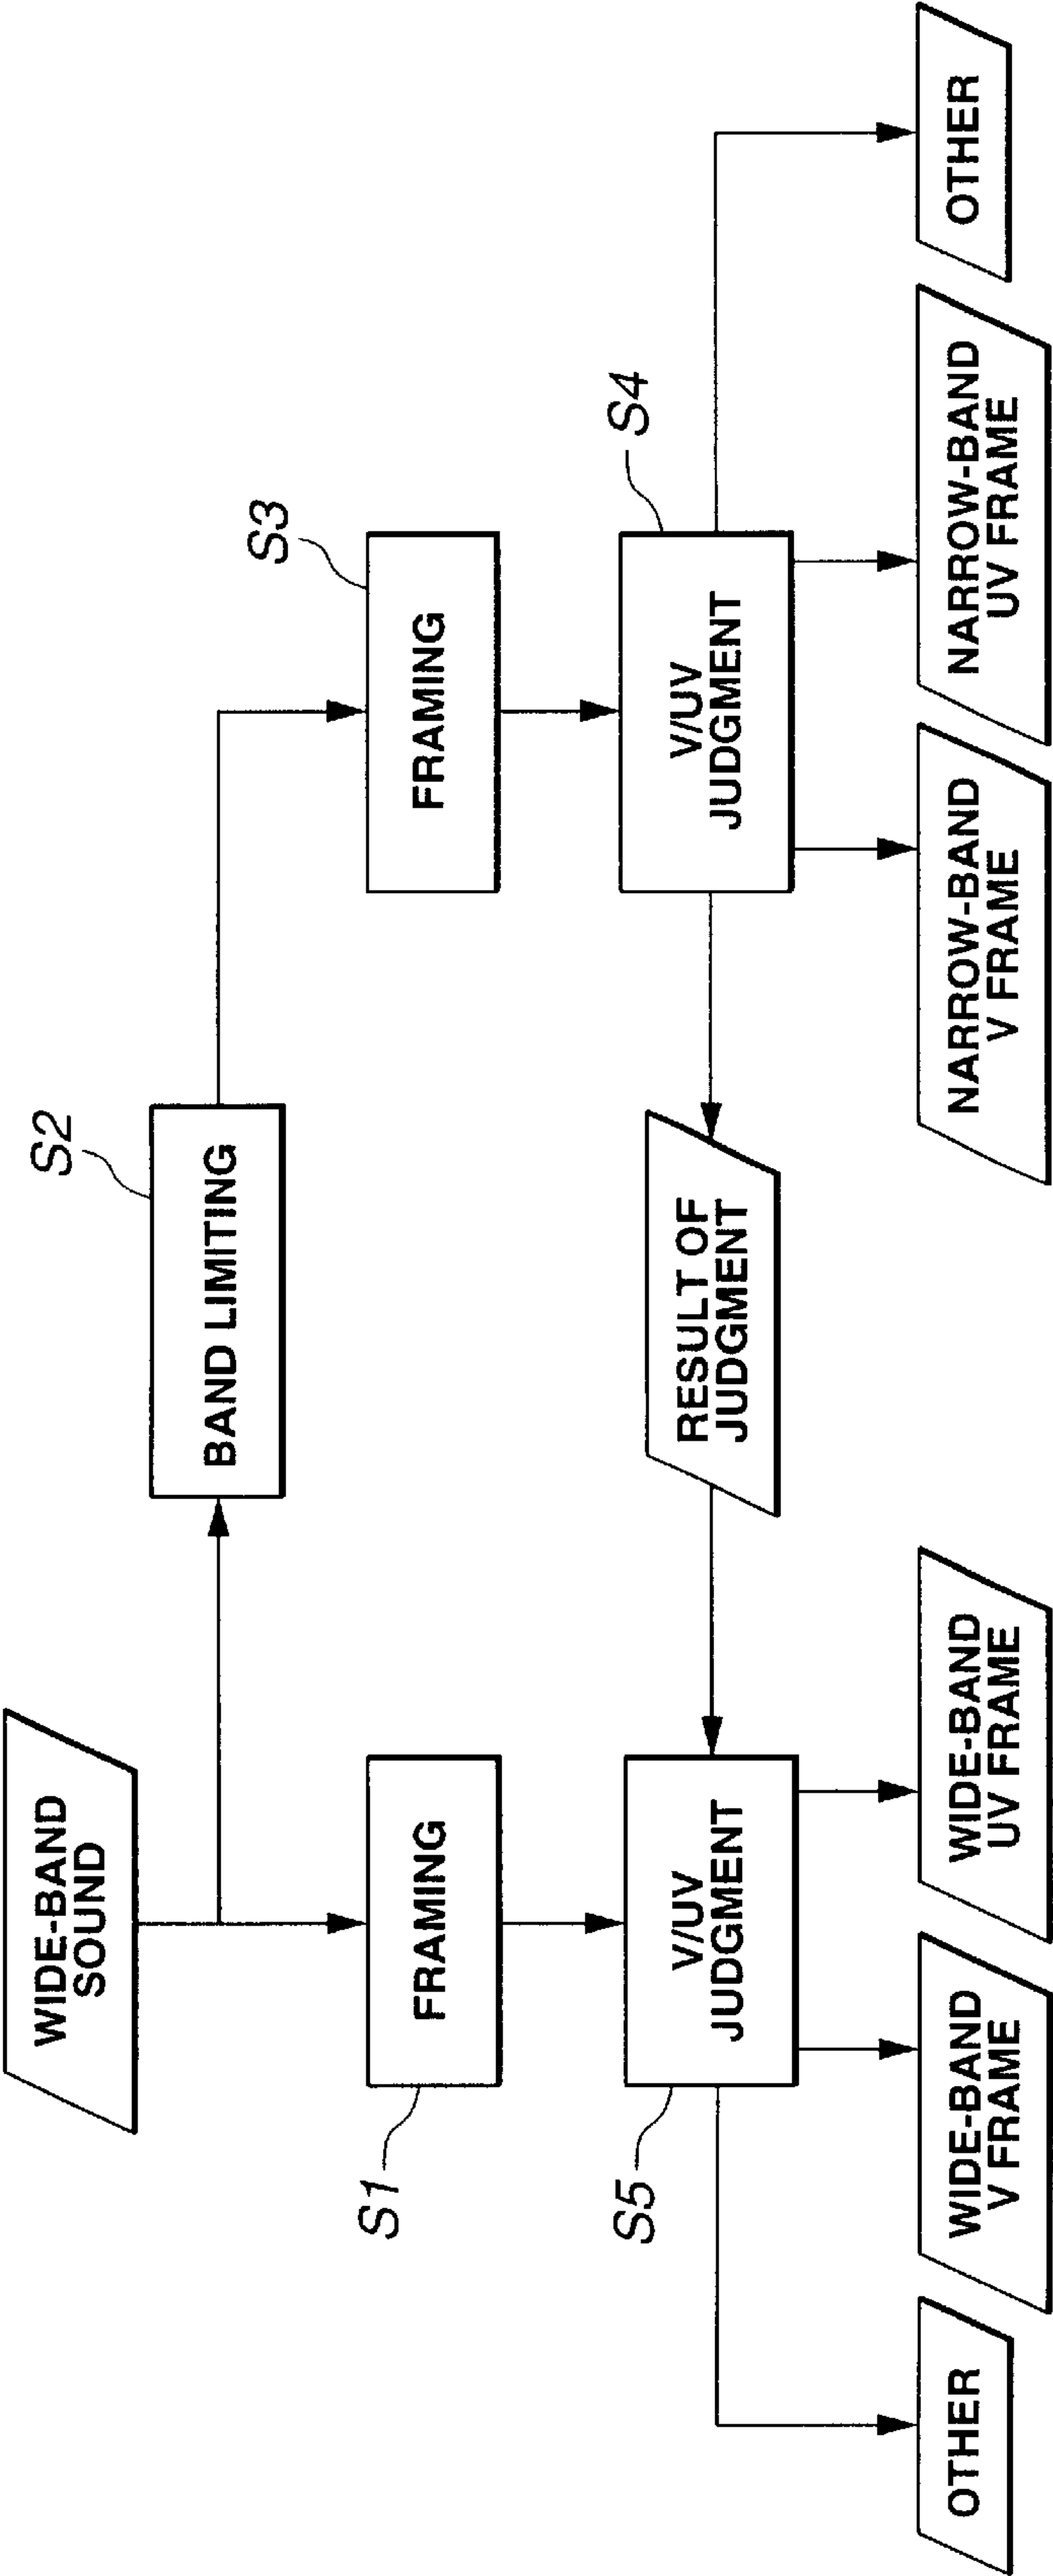 WIDE-BAND
SOUND
S2
BAND LIMITING
S1
FRAMING
S3
FRAMING
S5
V/UV
JUDGMENT
RESULT OF
JUDGMENT
S4
V/UV
JUDGMENT
OTHER
WIDE-BAND
V FRAME
WIDE-BAND
UV FRAME
NARROW-BAND
V FRAME
NARROW-BAND
UV FRAME
OTHER